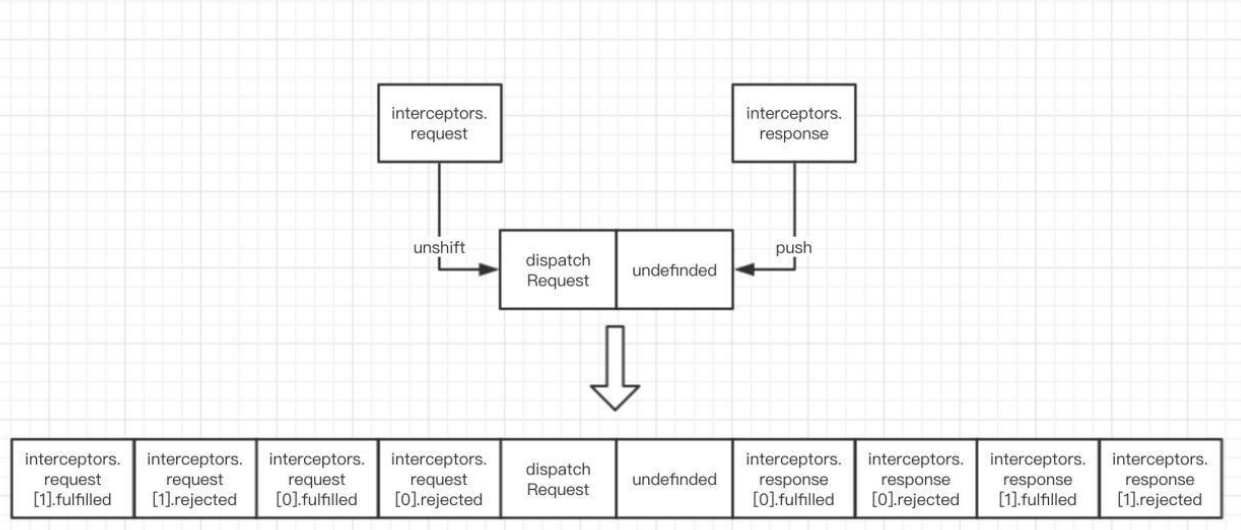 interceptors.
request
interceptors.
response
unshift
push
dispatch
Request
undefinded
interceptors.
request
[1].fulfilled
interceptors.
request
[1].rejected
interceptors.
request
[0].fulfilled
interceptors.
request
[0].rejected
dispatch
Request
undefinded
interceptors.
response
[0].fulfilled
interceptors.
response
[0].rejected
interceptors.
response
[1].fulfilled
interceptors.
response
[1].rejected